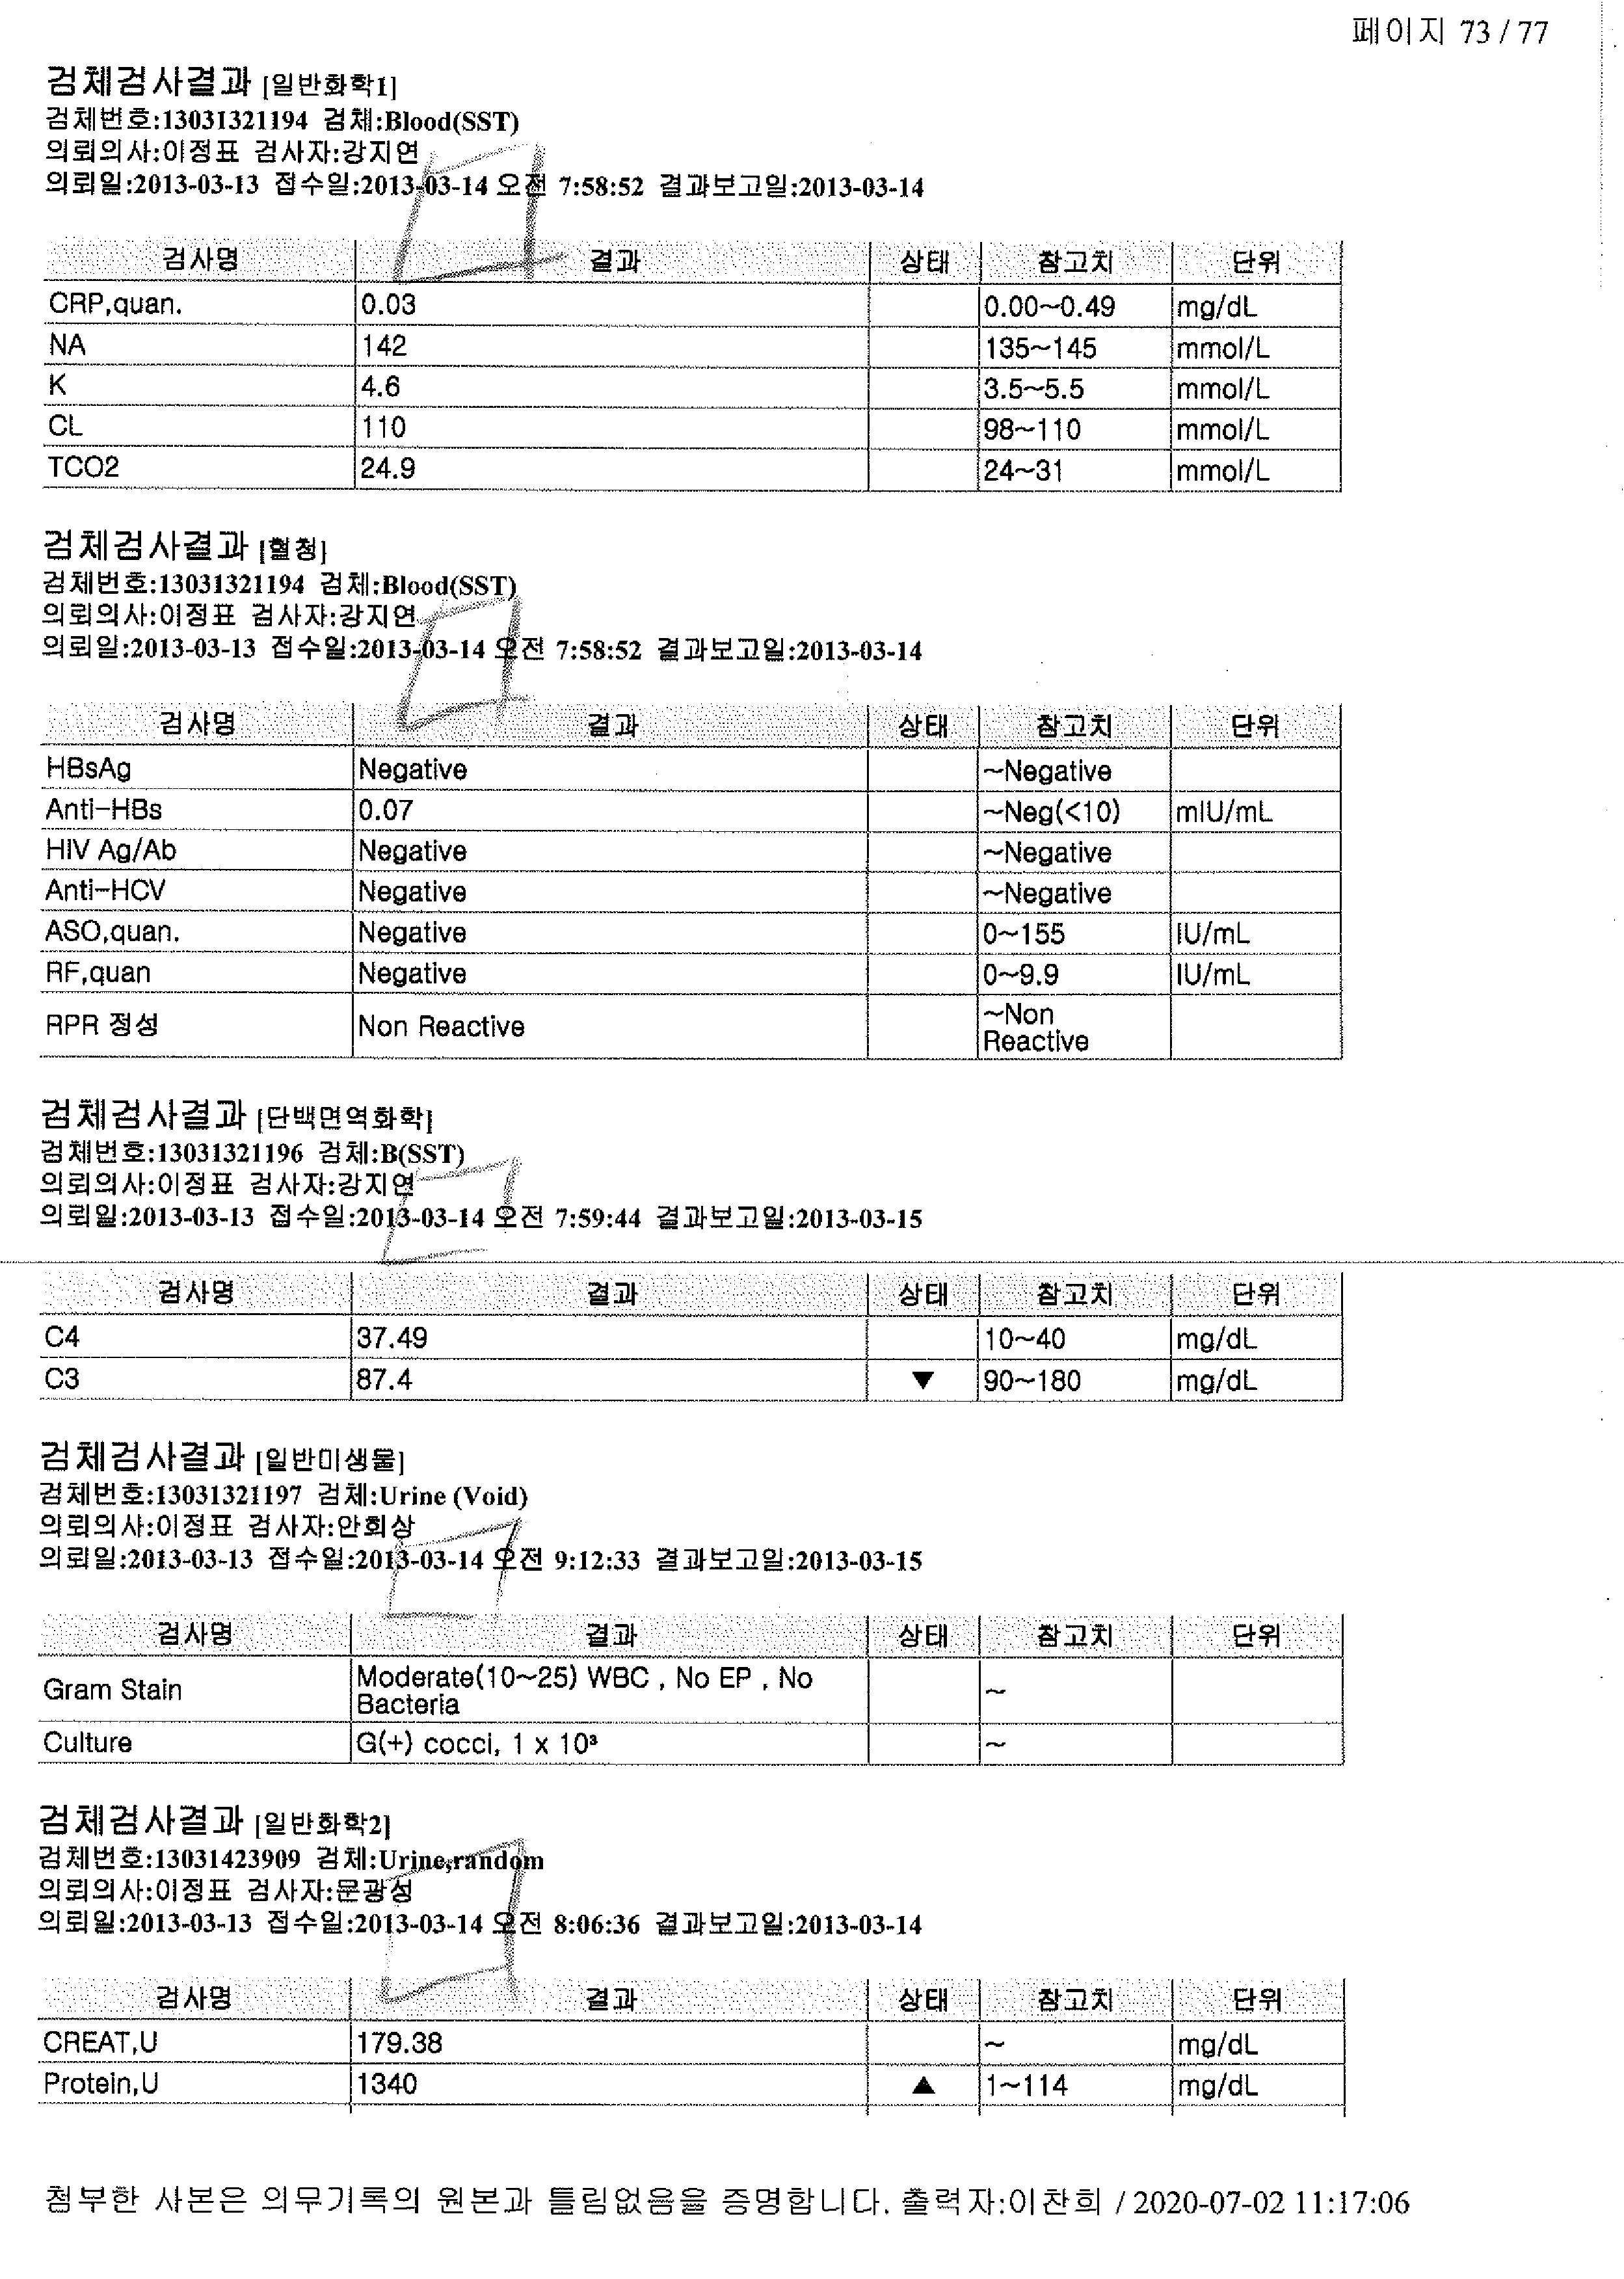 페이지 73 / 77
검체검사결과 [일반화학1]
검체번호:13031321194 검체:Blood(SST)
의뢰의사:이정표 검사자:강지연
의뢰일:2013-03-13 접수일:2013-03-14 오전 7:58:52 결과보고일:2013-03-14
검사명 결과 상태 참고치 단위
CRP,quan. 0.03 0.00~0.49 mg/dL
NA 142 135~145 mmol/L
K 4.6 3.5~5.5 mmol/L
CL 110 98~110 mmol/L
TCO2 24.9 24~31 mmol/L
검체검사결과 [혈청]
검체번호:13031321194 검체:Blood(SST)
의뢰의사:이정표 검사자:강지연
의뢰일:2013-03-13 접수일:2013-03-14 오전 7:58:52 결과보고일:2013-03-14
검사명 결과 상태 참고치 단위
HBsAg Negative ~Negative
Anti-HBs 0.07 ~Neg(<10) mIU/mL
HIV Ag/Ab Negative ~Negative
Anti-HCV Negative ~Negative
ASO,quan. Negative 0~155 IU/mL
RF,quan Negative 0~9.9 IU/mL
RPR 정성 Non Reactive ~Non Reactive
검체검사결과 [단백면역화학]
검체번호:13031321196 검체:B(SST)
의뢰의사:이정표 검사자:강지연
의뢰일:2013-03-13 접수일:2013-03-14 오전 7:59:44 결과보고일:2013-03-15
검사명 결과 상태 참고치 단위
C4 37.49 10~40 mg/dL
C3 87.4 ▼ 90~180 mg/dL
검체검사결과 [일반미생물]
검체번호:13031321197 검체:Urine (Void)
의뢰의사:이정표 검사자:안희상
의뢰일:2013-03-13 접수일:2013-03-14 오전 9:12:33 결과보고일:2013-03-15
검사명 결과 상태 참고치 단위
Gram Stain Moderate(10~25) WBC , No EP , No Bacteria ~
Culture G(+) cocci, 1 x 10³ ~
검체검사결과 [일반화학2]
검체번호:13031423909 검체:Urine,random
의뢰의사:이정표 검사자:문광성
의뢰일:2013-03-13 접수일:2013-03-14 오전 8:06:36 결과보고일:2013-03-14
검사명 결과 상태 참고치 단위
CREAT,U 179.38 ~ mg/dL
Protein,U 1340 ▲ 1~114 mg/dL
첨부한 사본은 의무기록의 원본과 틀림없음을 증명합니다. 출력자:이찬희 / 2020-07-02 11:17:06